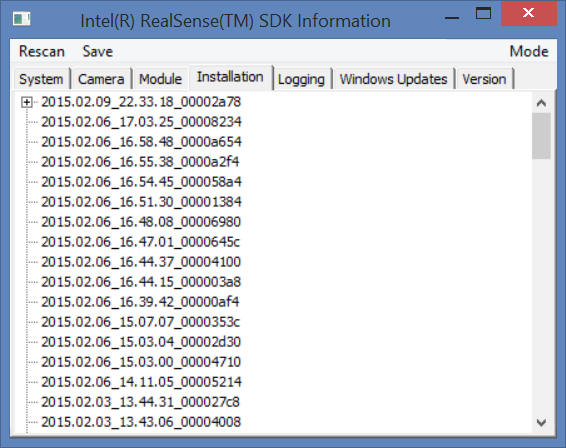 Intel(R) RealSense(TM) SDK Information
Rescan Save Mode
System Camera Module Installation Logging Windows Updates Version
2015.02.09_22.33.18_00002a78
2015.02.06_17.03.25_00008234
2015.02.06_16.58.48_0000a654
2015.02.06_16.55.38_0000a2f4
2015.02.06_16.54.45_000058a4
2015.02.06_16.51.30_00001384
2015.02.06_16.48.08_00006980
2015.02.06_16.47.01_0000645c
2015.02.06_16.44.37_00004100
2015.02.06_16.44.15_000003a8
2015.02.06_16.39.42_00000af4
2015.02.06_15.07.07_0000353c
2015.02.06_15.03.04_00002d30
2015.02.06_15.03.00_00004710
2015.02.06_14.11.05_00005214
2015.02.03_13.44.31_000027c8
2015.02.03_13.43.06_00004008